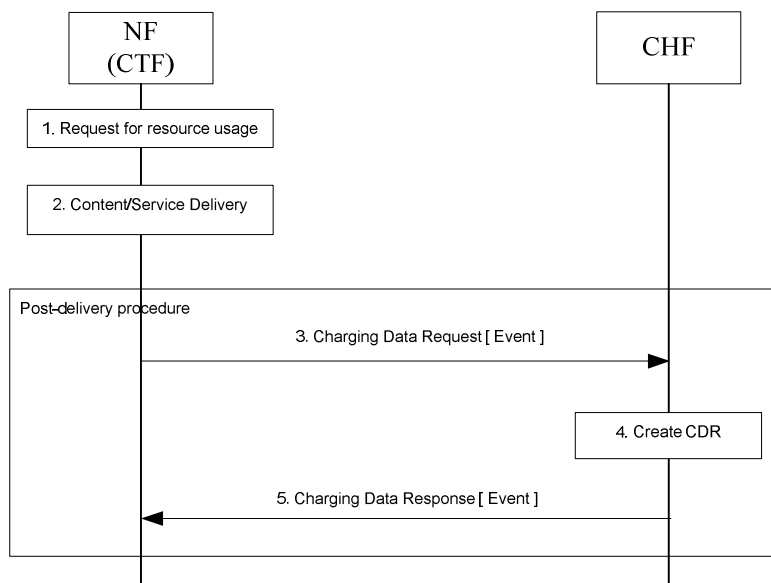 NF
(CTF)
CHF
1. Request for resource usage
2. Content/Service Delivery
Post-delivery procedure
3. Charging Data Request [ Event ]
4. Create CDR
5. Charging Data Response [ Event ]